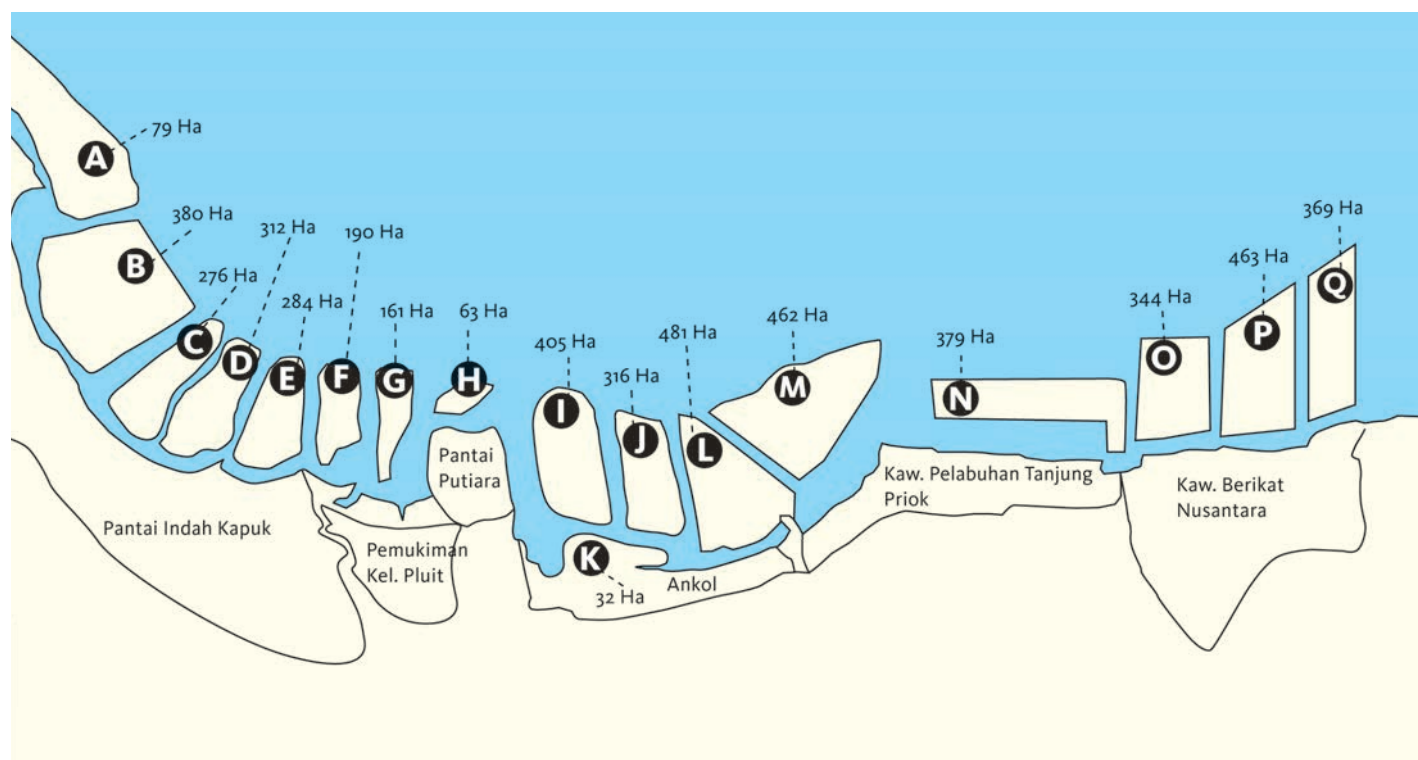 A
79 Ha
B
380 Ha
C
276 Ha
D
312 Ha
E
284 Ha
F
190 Ha
G
161 Ha
H
63 Ha
I
405 Ha
J
316 Ha
K
32 Ha
L
481 Ha
M
462 Ha
N
379 Ha
O
344 Ha
P
463 Ha
Q
369 Ha
Pantai Indah Kapuk
Pemukiman
Kel. Pluit
Pantai
Putiara
Ankol
Kaw. Pelabuhan Tanjung
Priok
Kaw. Berikat
Nusantara